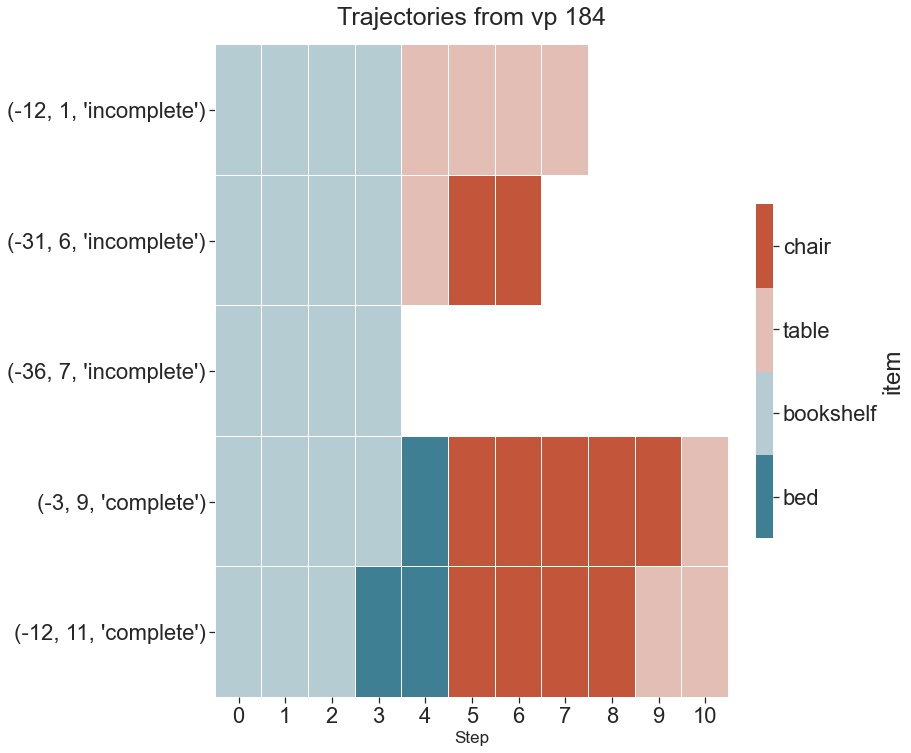 Trajectories from vp 184
(-12, 1, 'incomplete')
(-31, 6, 'incomplete')
(-36, 7, 'incomplete')
(-3, 9, 'complete')
(-12, 11, 'complete')
0 1 2 3 4 5 6 7 8 9 10
Step
chair
table
bookshelf
bed
item